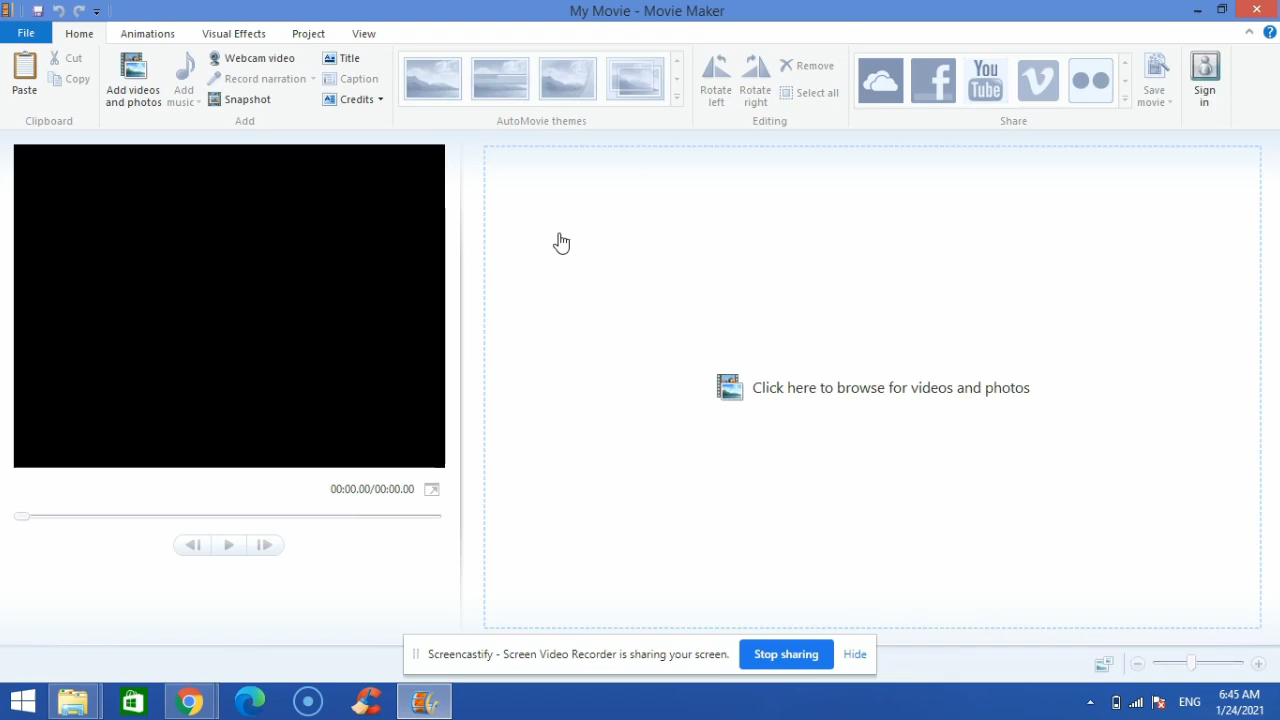 My Movie - Movie Maker
File Home Animations Visual Effects Project View
Paste
Cut
Copy
Clipboard
Add videos
and photos
Add
music
Webcam video
Record narration
Snapshot
Title
Caption
Credits
Add
AutoMovie themes
Rotate
left
Rotate
right
Remove
Select all
Editing
You
Tube
Share
Save
movie
Sign
in
Click here to browse for videos and photos
00:00.00/00:00.00
Screencastify - Screen Video Recorder is sharing your screen.
Stop sharing
Hide
ENG
6:45 AM
1/24/2021